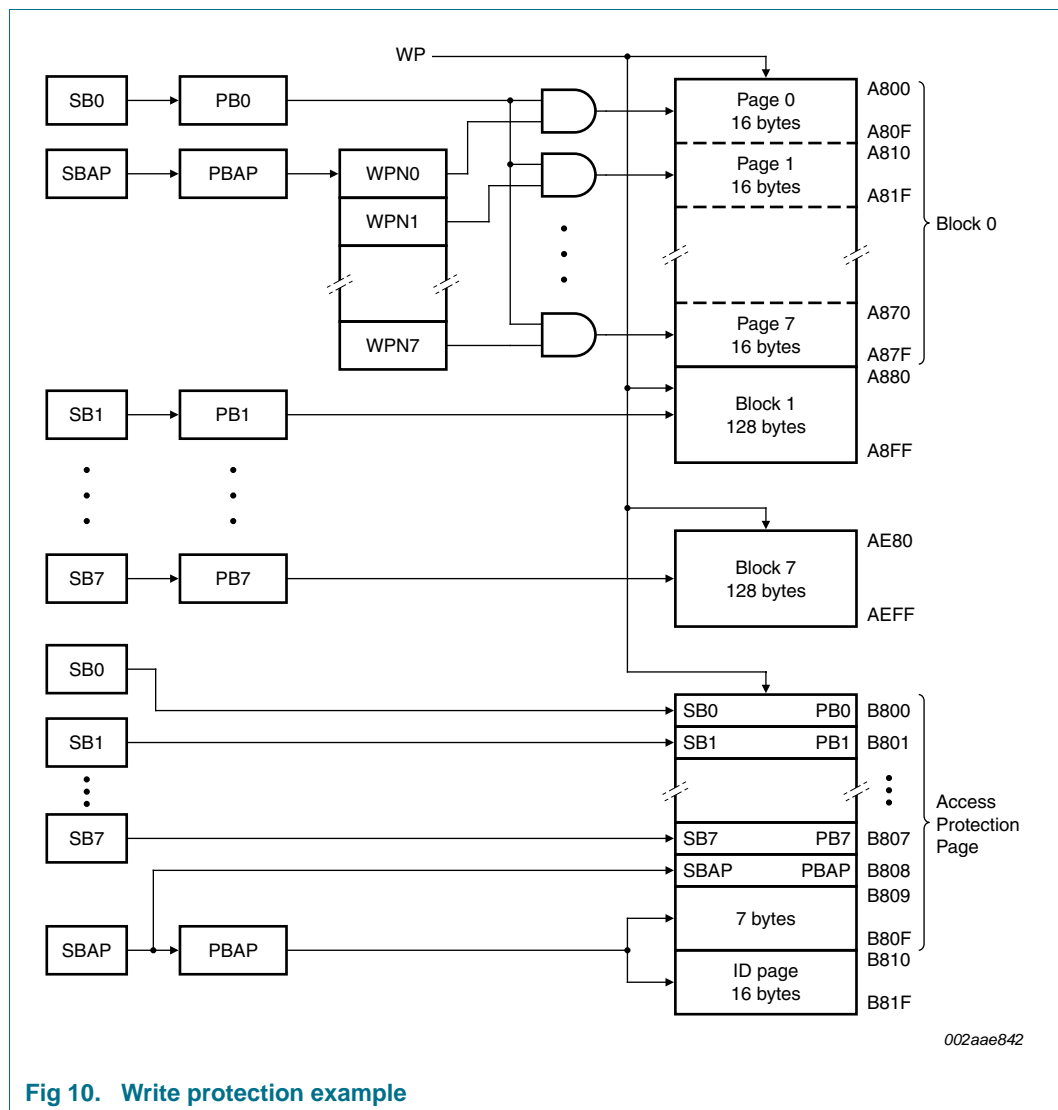 WP
SB0
PB0
SBAP
PBAP
WPN0
WPN1
WPN7
Page 0
16 bytes
A800
A80F
Page 1
16 bytes
A810
A81F
Block 0
Page 7
16 bytes
A870
A87F
SB1
PB1
Block 1
128 bytes
A880
A8FF
SB7
PB7
Block 7
128 bytes
AE80
AEFF
SB0
SB0 PB0 B800
SB1
SB1 PB1 B801
Access
Protection
Page
SB7
SB7 PB7 B807
SBAP PBAP B808
SBAP
PBAP
7 bytes
B809
B80F
ID page
16 bytes
B810
B81F
002aae842
Fig 10. Write protection example